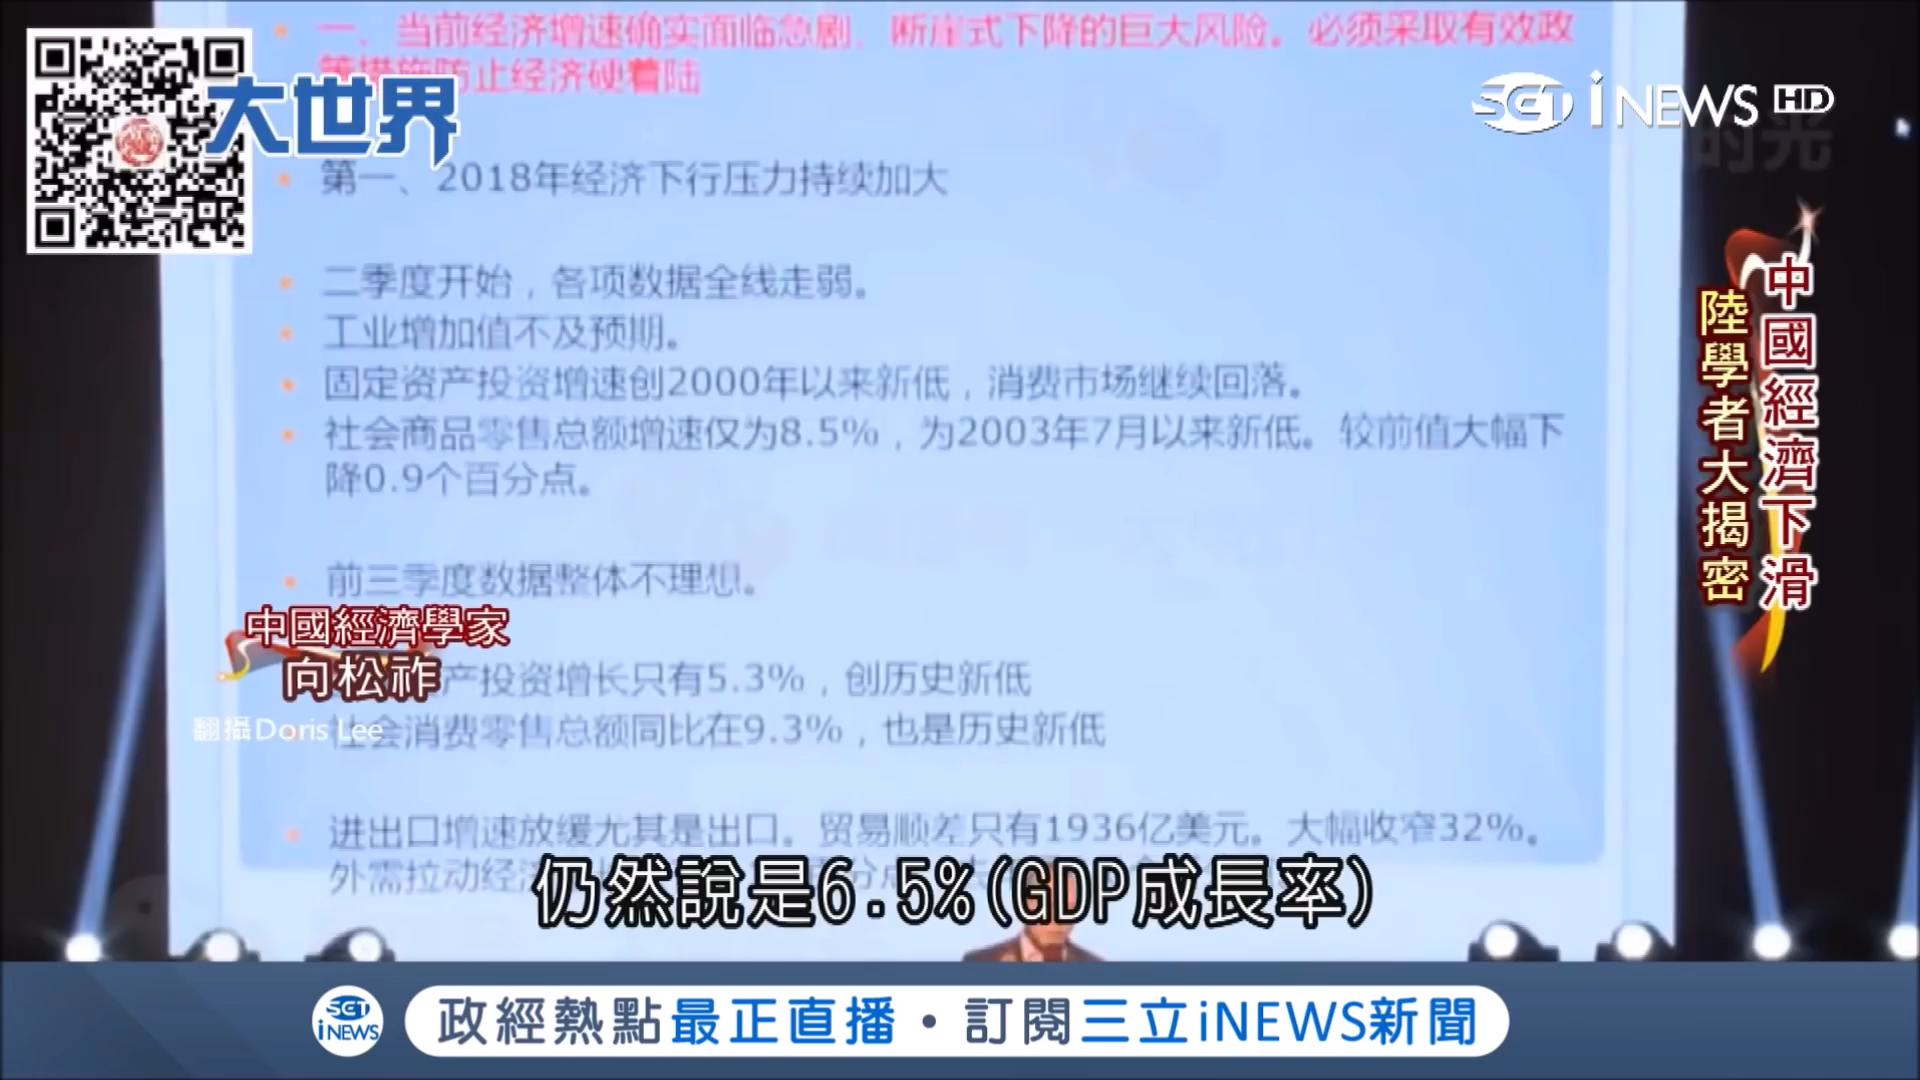 一、当前经济增速确实面临急剧、断崖式下降的巨大风险。必须采取有效政
策措施防止经济硬着陆
大世界
SET iNEWS HD
时光
第一、2018年经济下行压力持续加大
二季度开始，各项数据全线走弱。
工业增加值不及预期。
固定资产投资增速创2000年以来新低，消费市场继续回落。
社会商品零售总额增速仅为8.5%，为2003年7月以来新低。较前值大幅下
降0.9个百分点。
前三季度数据整体不理想。
产投资增长只有5.3%，创历史新低
社会消费零售总额同比在9.3%，也是历史新低
进出口增速放缓尤其是出口。贸易顺差只有1936亿美元。大幅收窄32%。
外需拉动经济
中國經濟下滑
陸學者大揭密
中國經濟學家
向松祚
翻攝Doris Lee
仍然說是6.5%(GDP成長率)
SET iNEWS
政經熱點最正直播・訂閱三立iNEWS新聞